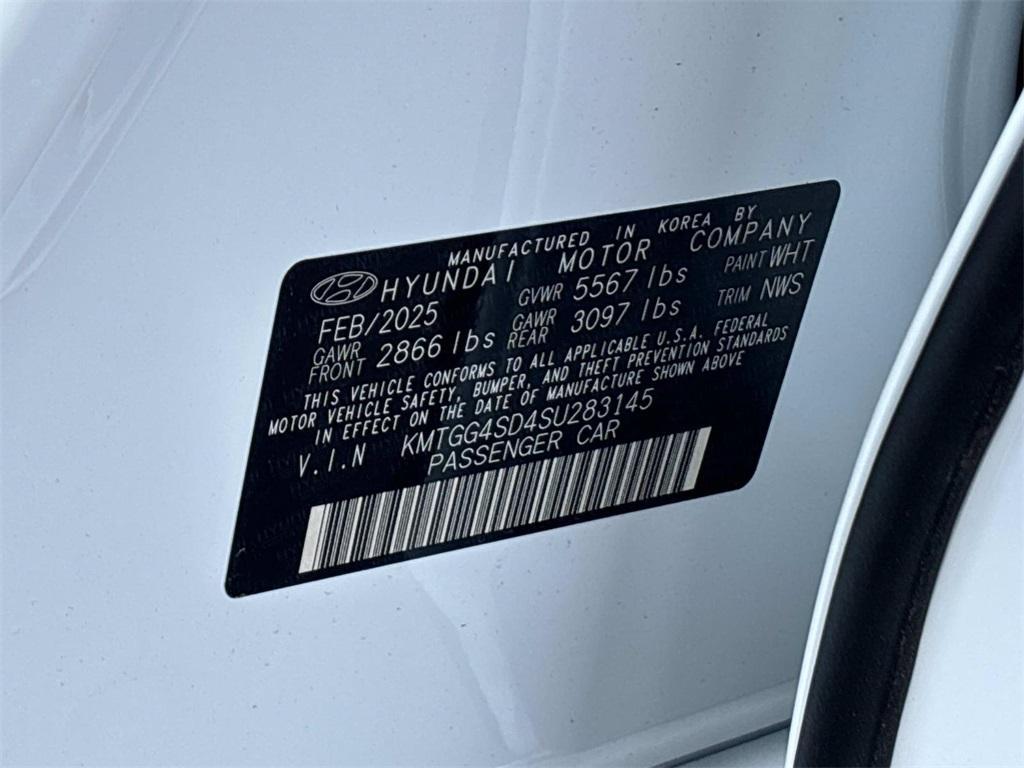 MANUFACTURED IN KOREA BY
HYUNDAI MOTOR COMPANY
FEB/2025 GVWR 5567 lbs PAINT WHT
GAWR FRONT 2866 lbs GAWR REAR 3097 lbs TRIM NWS
THIS VEHICLE CONFORMS TO ALL APPLICABLE U.S.A. FEDERAL
MOTOR VEHICLE SAFETY, BUMPER, AND THEFT PREVENTION STANDARDS
IN EFFECT ON THE DATE OF MANUFACTURE SHOWN ABOVE
V.I.N KMTGG4SD4SU283145
PASSENGER CAR